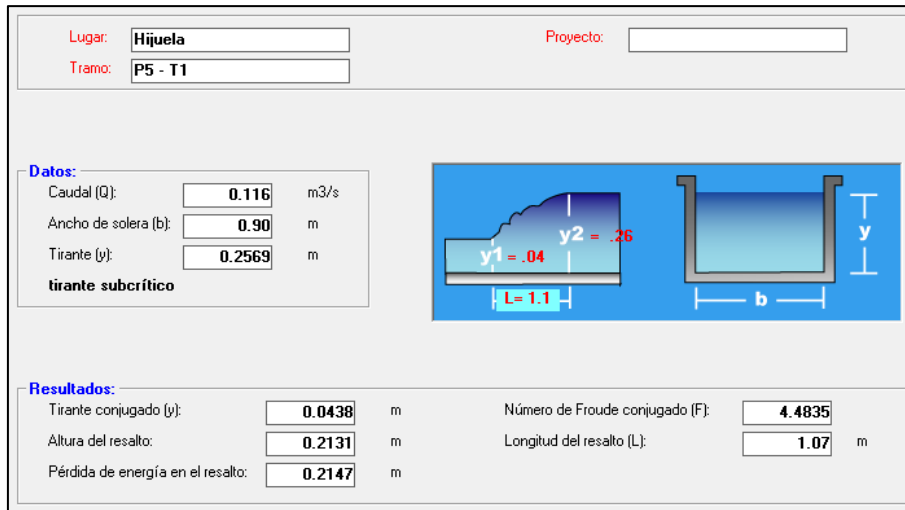 Lugar: Hijuela Proyecto:
Tramo: P5 - T1
Datos:
Caudal (Q): 0.116 m3/s
Ancho de solera (b): 0.90 m
Tirante (y): 0.2569 m
tirante subcrítico
y2 = .26
y1 = .04
L= 1.1
y
b
Resultados:
Tirante conjugado (y): 0.0438 m Número de Froude conjugado (F): 4.4835
Altura del resalto: 0.2131 m Longitud del resalto (L): 1.07 m
Pérdida de energía en el resalto: 0.2147 m